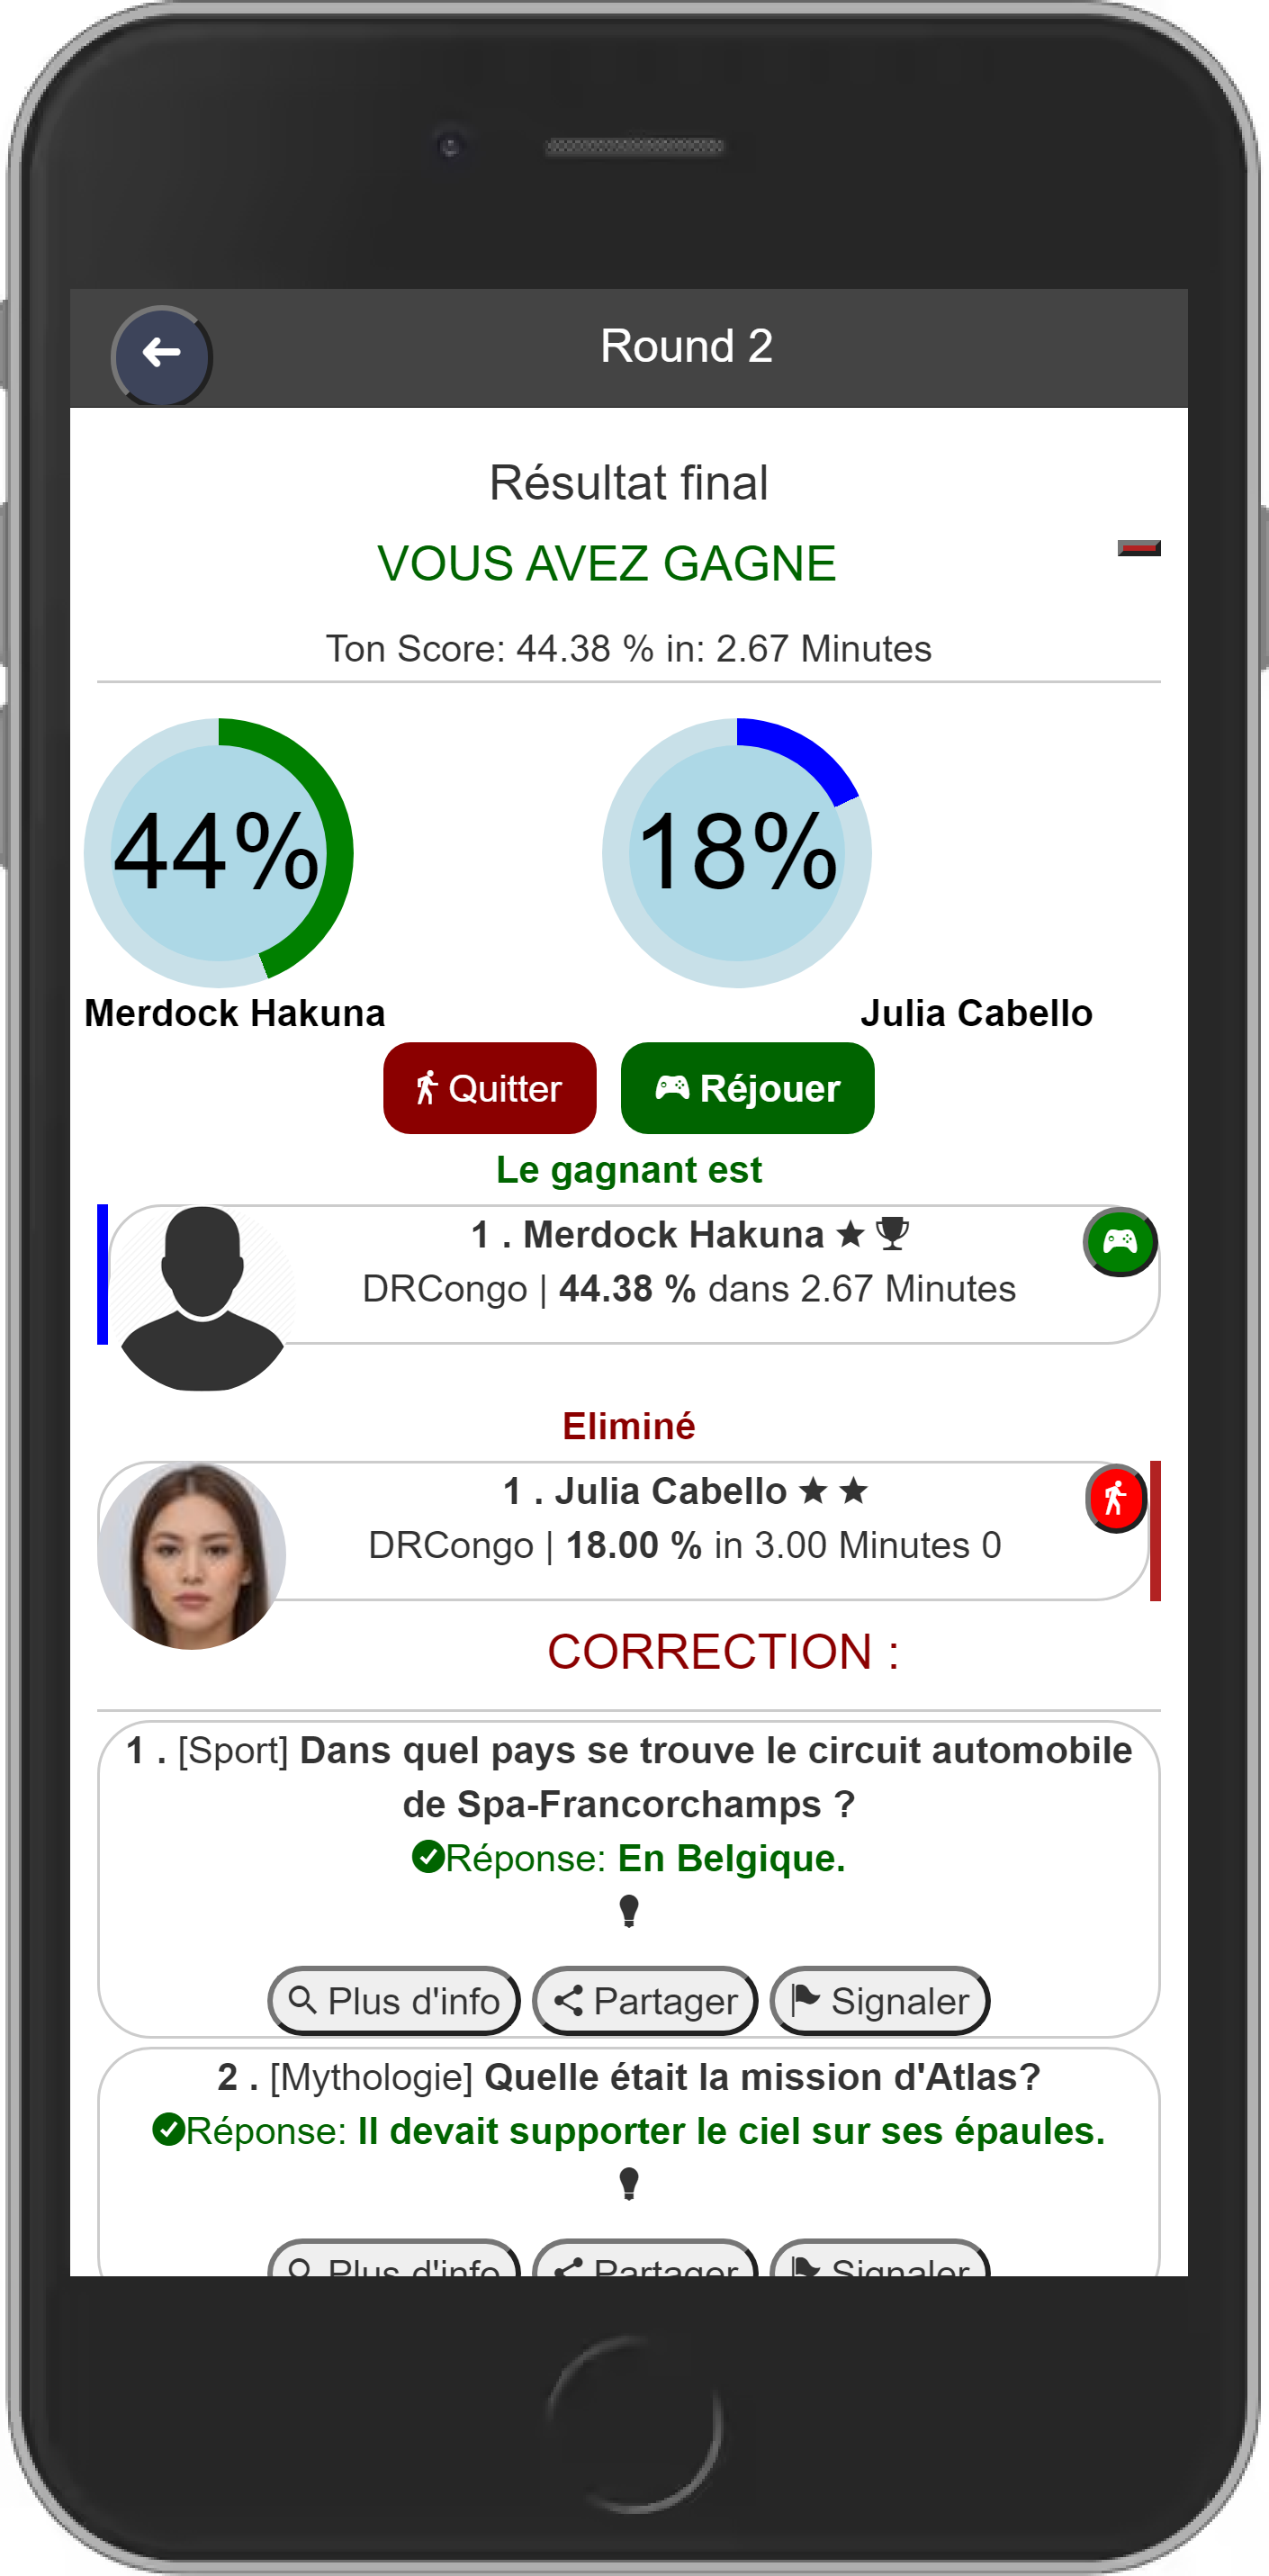 Round 2
Résultat final
VOUS AVEZ GAGNE
Ton Score: 44.38 % in: 2.67 Minutes
44% 18%
Merdock Hakuna Julia Cabello
Quitter Réjouer
Le gagnant est
1 . Merdock Hakuna
DRCongo | 44.38 % dans 2.67 Minutes
Eliminé
1 . Julia Cabello
DRCongo | 18.00 % in 3.00 Minutes 0
CORRECTION :
1 . [Sport] Dans quel pays se trouve le circuit automobile
de Spa-Francorchamps ?
Réponse: En Belgique.
Plus d'info Partager Signaler
2 . [Mythologie] Quelle était la mission d'Atlas?
Réponse: Il devait supporter le ciel sur ses épaules.
Plus d'info Partager Signaler